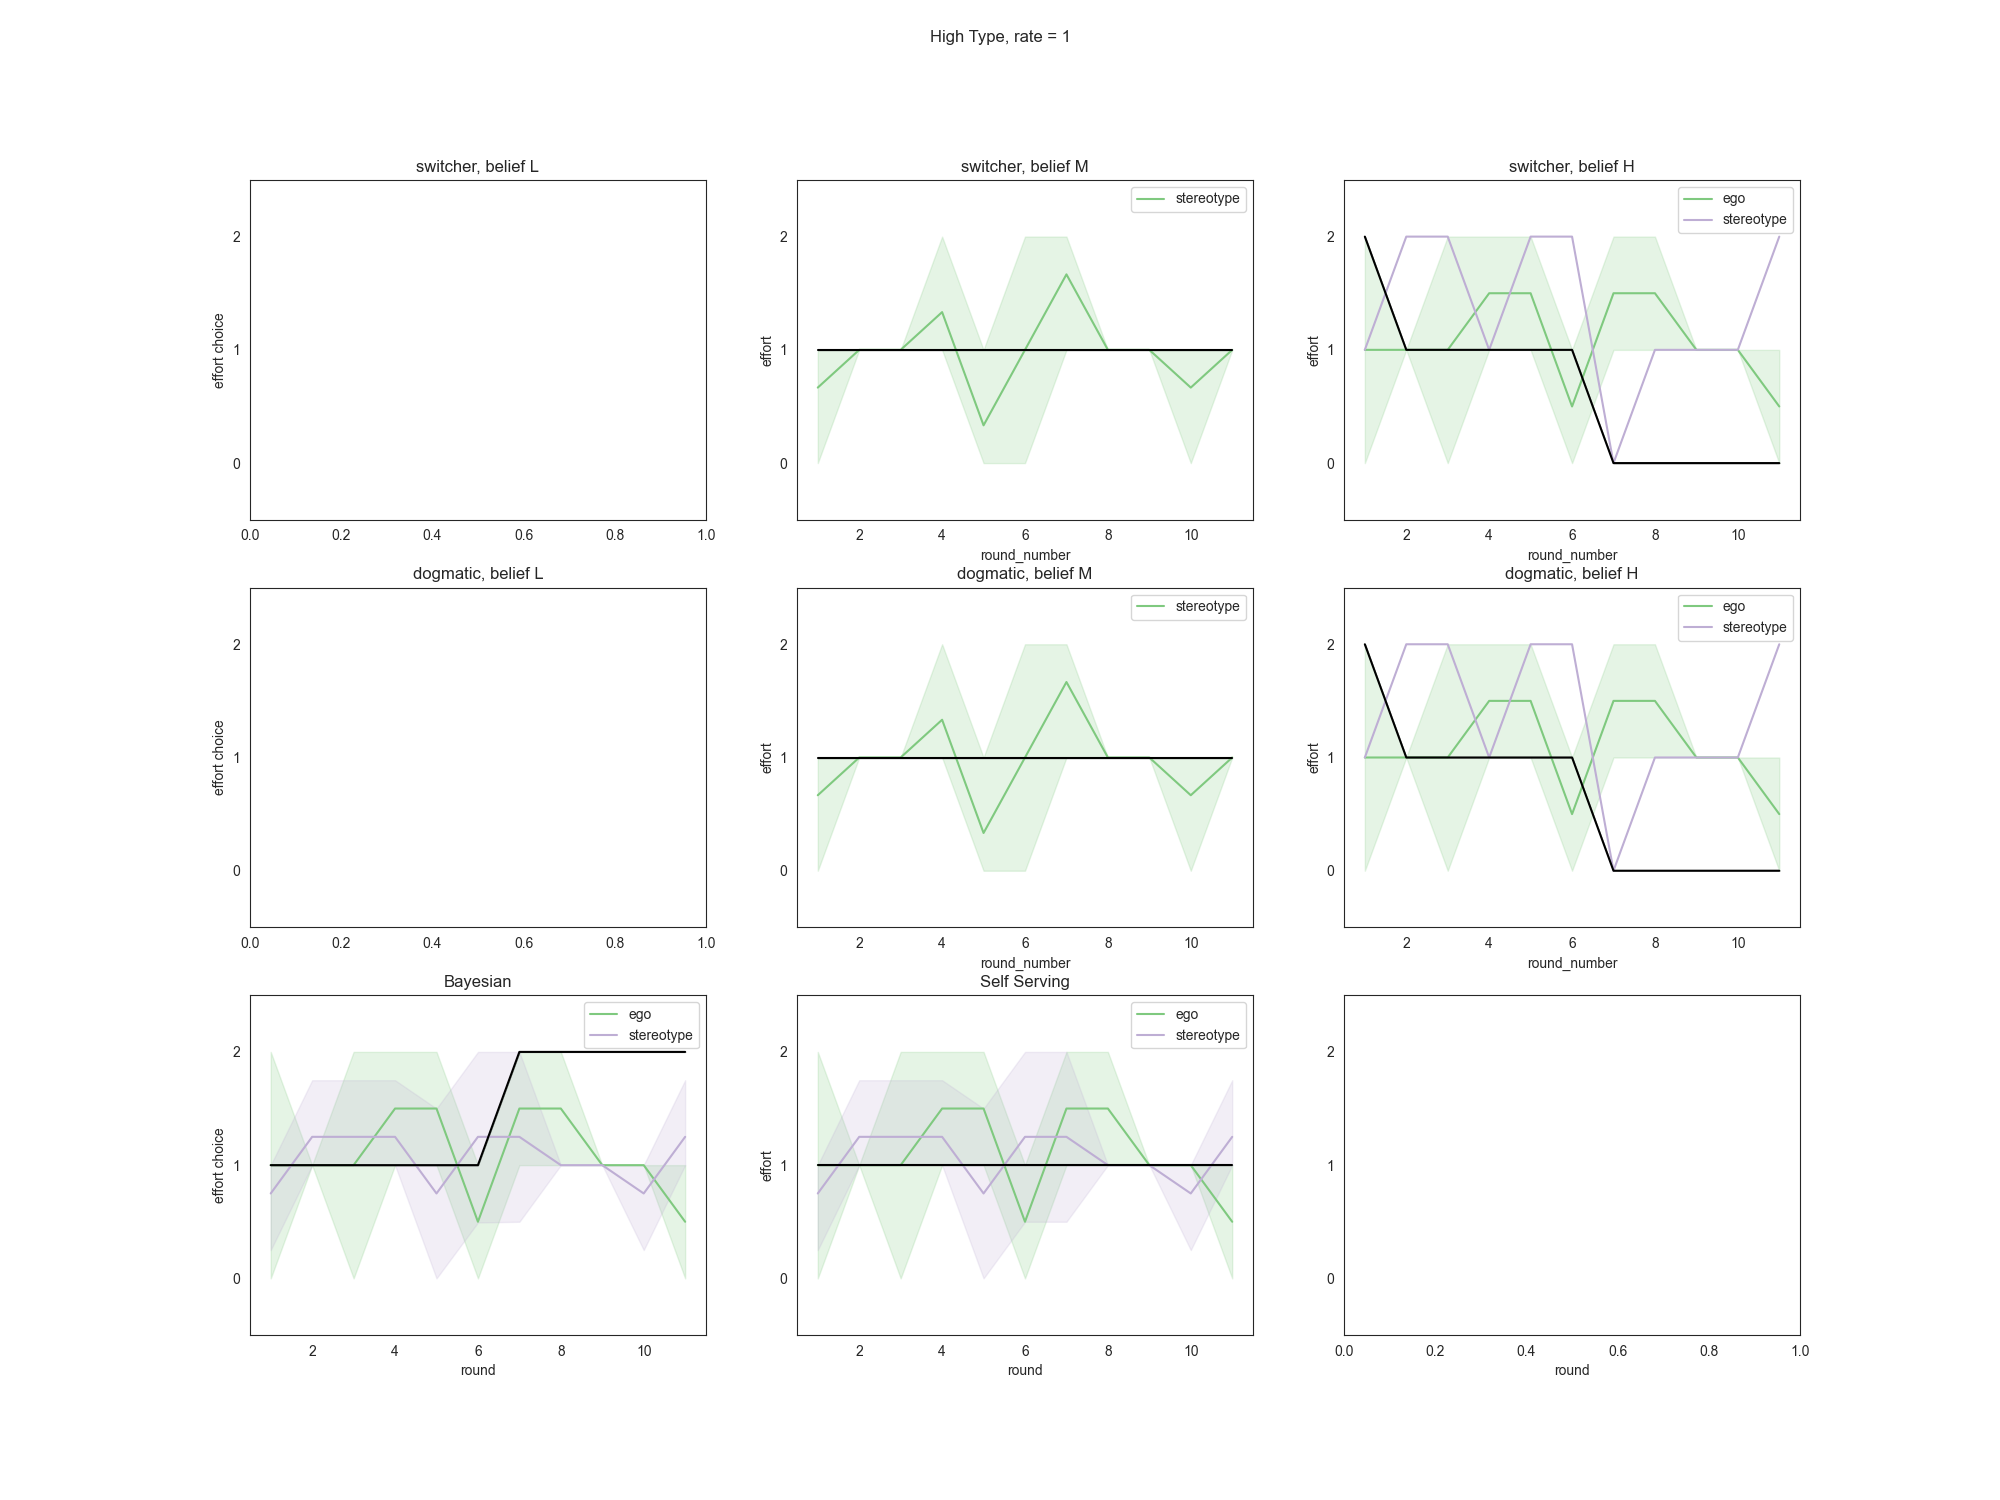 High Type, rate = 1
switcher, belief L
effort choice
2
1
0
0.0 0.2 0.4 0.6 0.8 1.0
switcher, belief M
stereotype
effort
2
1
0
2 4 6 8 10
round_number
switcher, belief H
ego
stereotype
effort
2
1
0
2 4 6 8 10
round_number
dogmatic, belief L
effort choice
2
1
0
0.0 0.2 0.4 0.6 0.8 1.0
dogmatic, belief M
stereotype
effort
2
1
0
2 4 6 8 10
round_number
dogmatic, belief H
ego
stereotype
effort
2
1
0
2 4 6 8 10
round_number
Bayesian
ego
stereotype
effort choice
2
1
0
2 4 6 8 10
round
Self Serving
ego
stereotype
effort
2
1
0
2 4 6 8 10
round
2
1
0
0.0 0.2 0.4 0.6 0.8 1.0
round